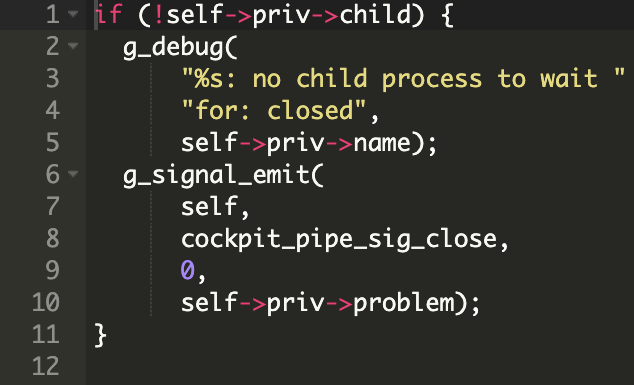 1 if (!self->priv->child) {
2 g_debug(
3 "%s: no child process to wait "
4 "for: closed",
5 self->priv->name);
6 g_signal_emit(
7 self,
8 cockpit_pipe_sig_close,
9 0,
10 self->priv->problem);
11 }
12